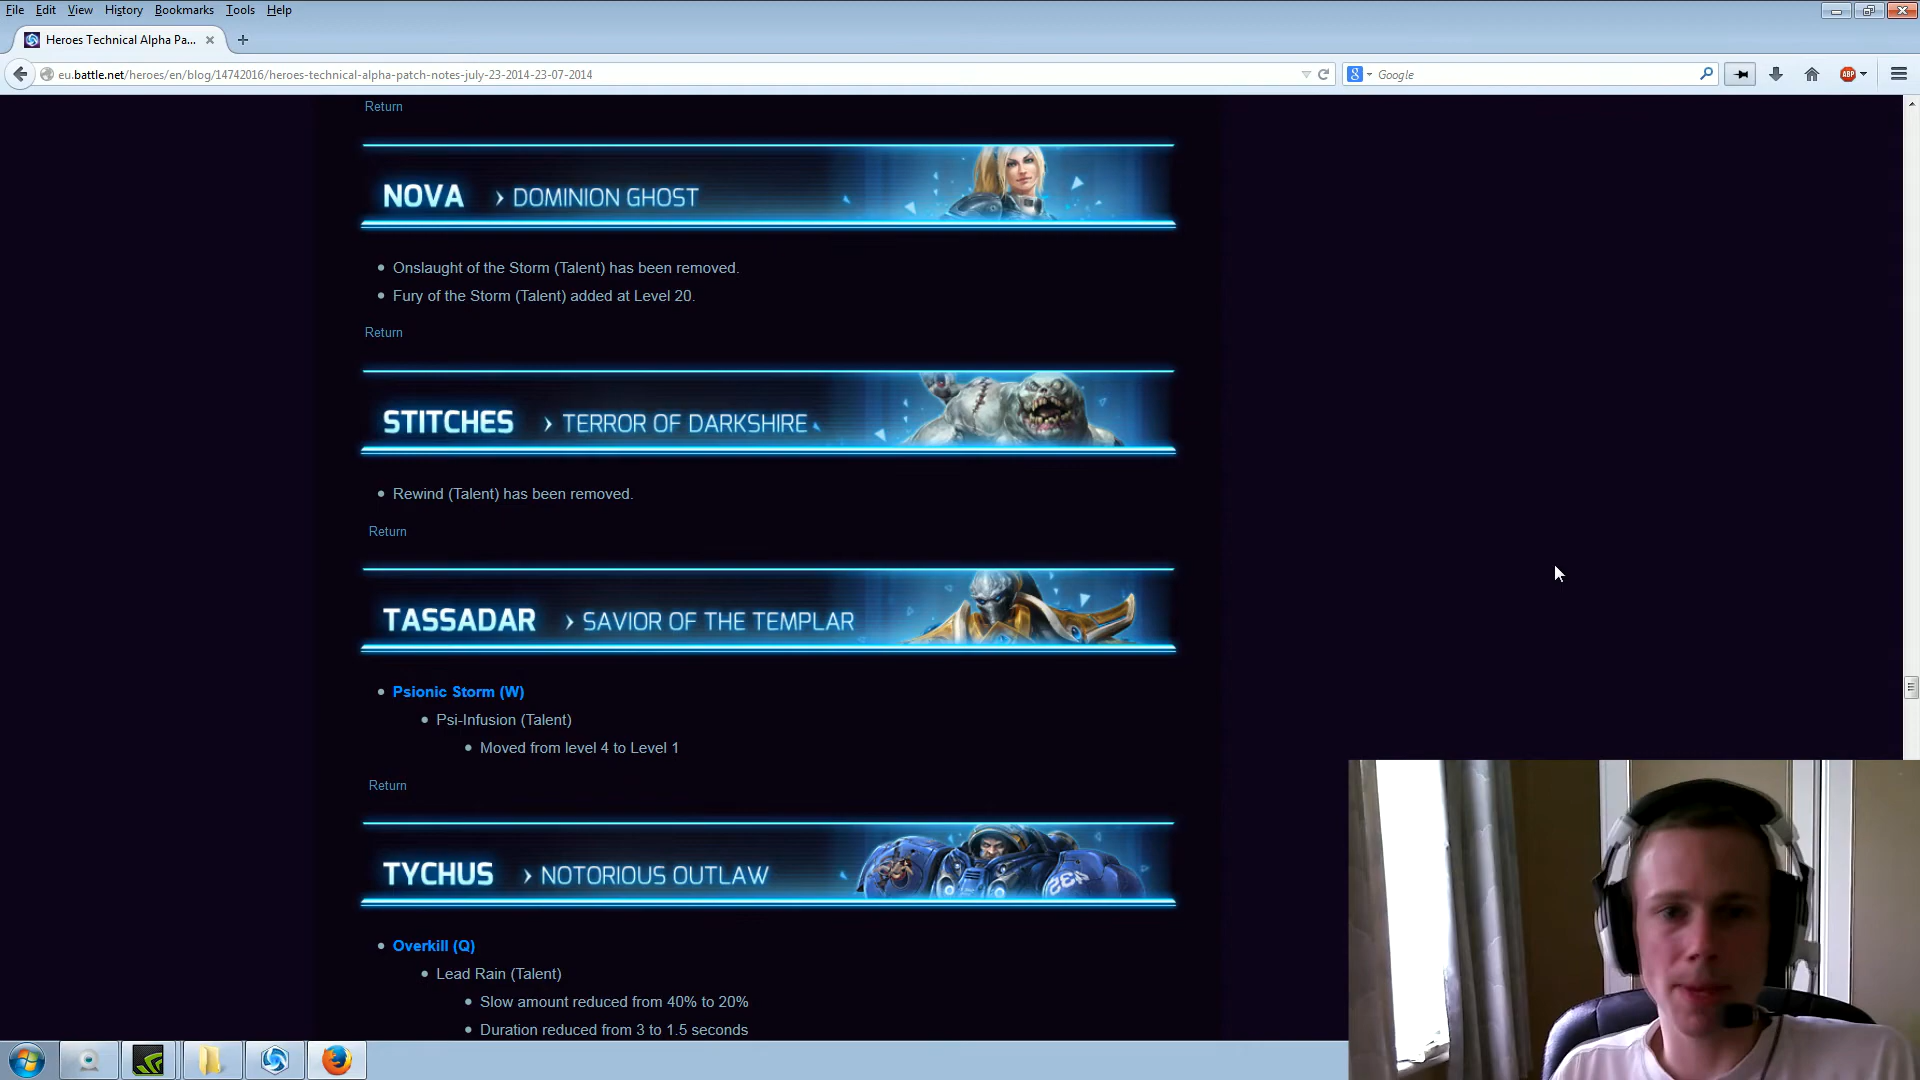 File Edit View History Bookmarks Tools Help
Heroes Technical Alpha Pa...
eu.battle.net/heroes/en/blog/14742016/heroes-technical-alpha-patch-notes-july-23-2014-23-07-2014
Google
ABP
Return
NOVA › DOMINION GHOST
Onslaught of the Storm (Talent) has been removed.
Fury of the Storm (Talent) added at Level 20.
Return
STITCHES › TERROR OF DARKSHIRE
Rewind (Talent) has been removed.
Return
TASSADAR › SAVIOR OF THE TEMPLAR
Psionic Storm (W)
Psi-Infusion (Talent)
Moved from level 4 to Level 1
Return
TYCHUS › NOTORIOUS OUTLAW
Overkill (Q)
Lead Rain (Talent)
Slow amount reduced from 40% to 20%
Duration reduced from 3 to 1.5 seconds